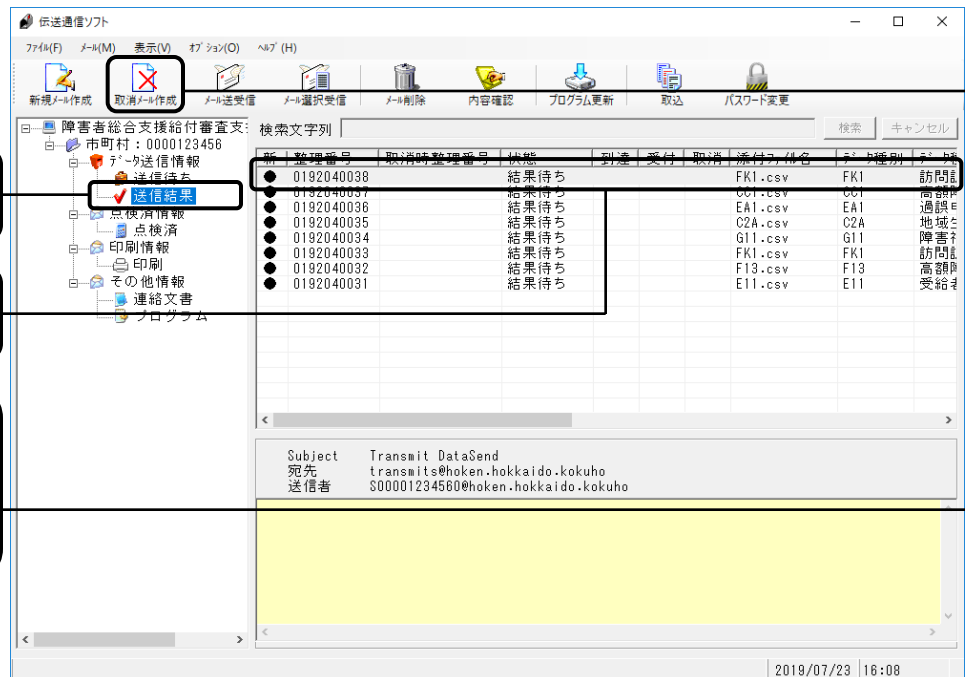 伝送通信ソフト
ﾌｧｲﾙ(F) ﾒｰﾙ(M) 表示(V) ｵﾌﾟｼｮﾝ(O) ﾍﾙﾌﾟ(H)
新規ﾒｰﾙ作成 取消ﾒｰﾙ作成 ﾒｰﾙ送受信 ﾒｰﾙ選択受信 ﾒｰﾙ削除 内容確認 ﾌﾟﾛｸﾞﾗﾑ更新 取込 ﾊﾟｽﾜｰﾄﾞ変更
障害者総合支援給付審査支
市町村：0000123456
ﾃﾞｰﾀ送信情報
送信待ち
送信結果
点検済情報
点検済
印刷情報
印刷
その他情報
連絡文書
プログラム
検索文字列 検索 キャンセル
新 整理番号 取消時整理番号 状態 到達 受付 取消 添付ﾌｧｲﾙ名 ﾃﾞｰﾀ種別 ﾃﾞｰﾀ種
● 0192040038 結果待ち FK1.csv FK1 訪問
● 0192040037 結果待ち CC1.csv CC1 高額
● 0192040036 結果待ち EA1.csv EA1 過誤
● 0192040035 結果待ち C2A.csv C2A 地域
● 0192040034 結果待ち G11.csv G11 障害
● 0192040033 結果待ち FK1.csv FK1 訪問
● 0192040032 結果待ち F13.csv F13 高額
● 0192040031 結果待ち E11.csv E11 受給
Subject Transmit DataSend
宛先 transmits@hoken.hokkaido.kokuho
送信者 S00001234560@hoken.hokkaido.kokuho
2019/07/23 16:08